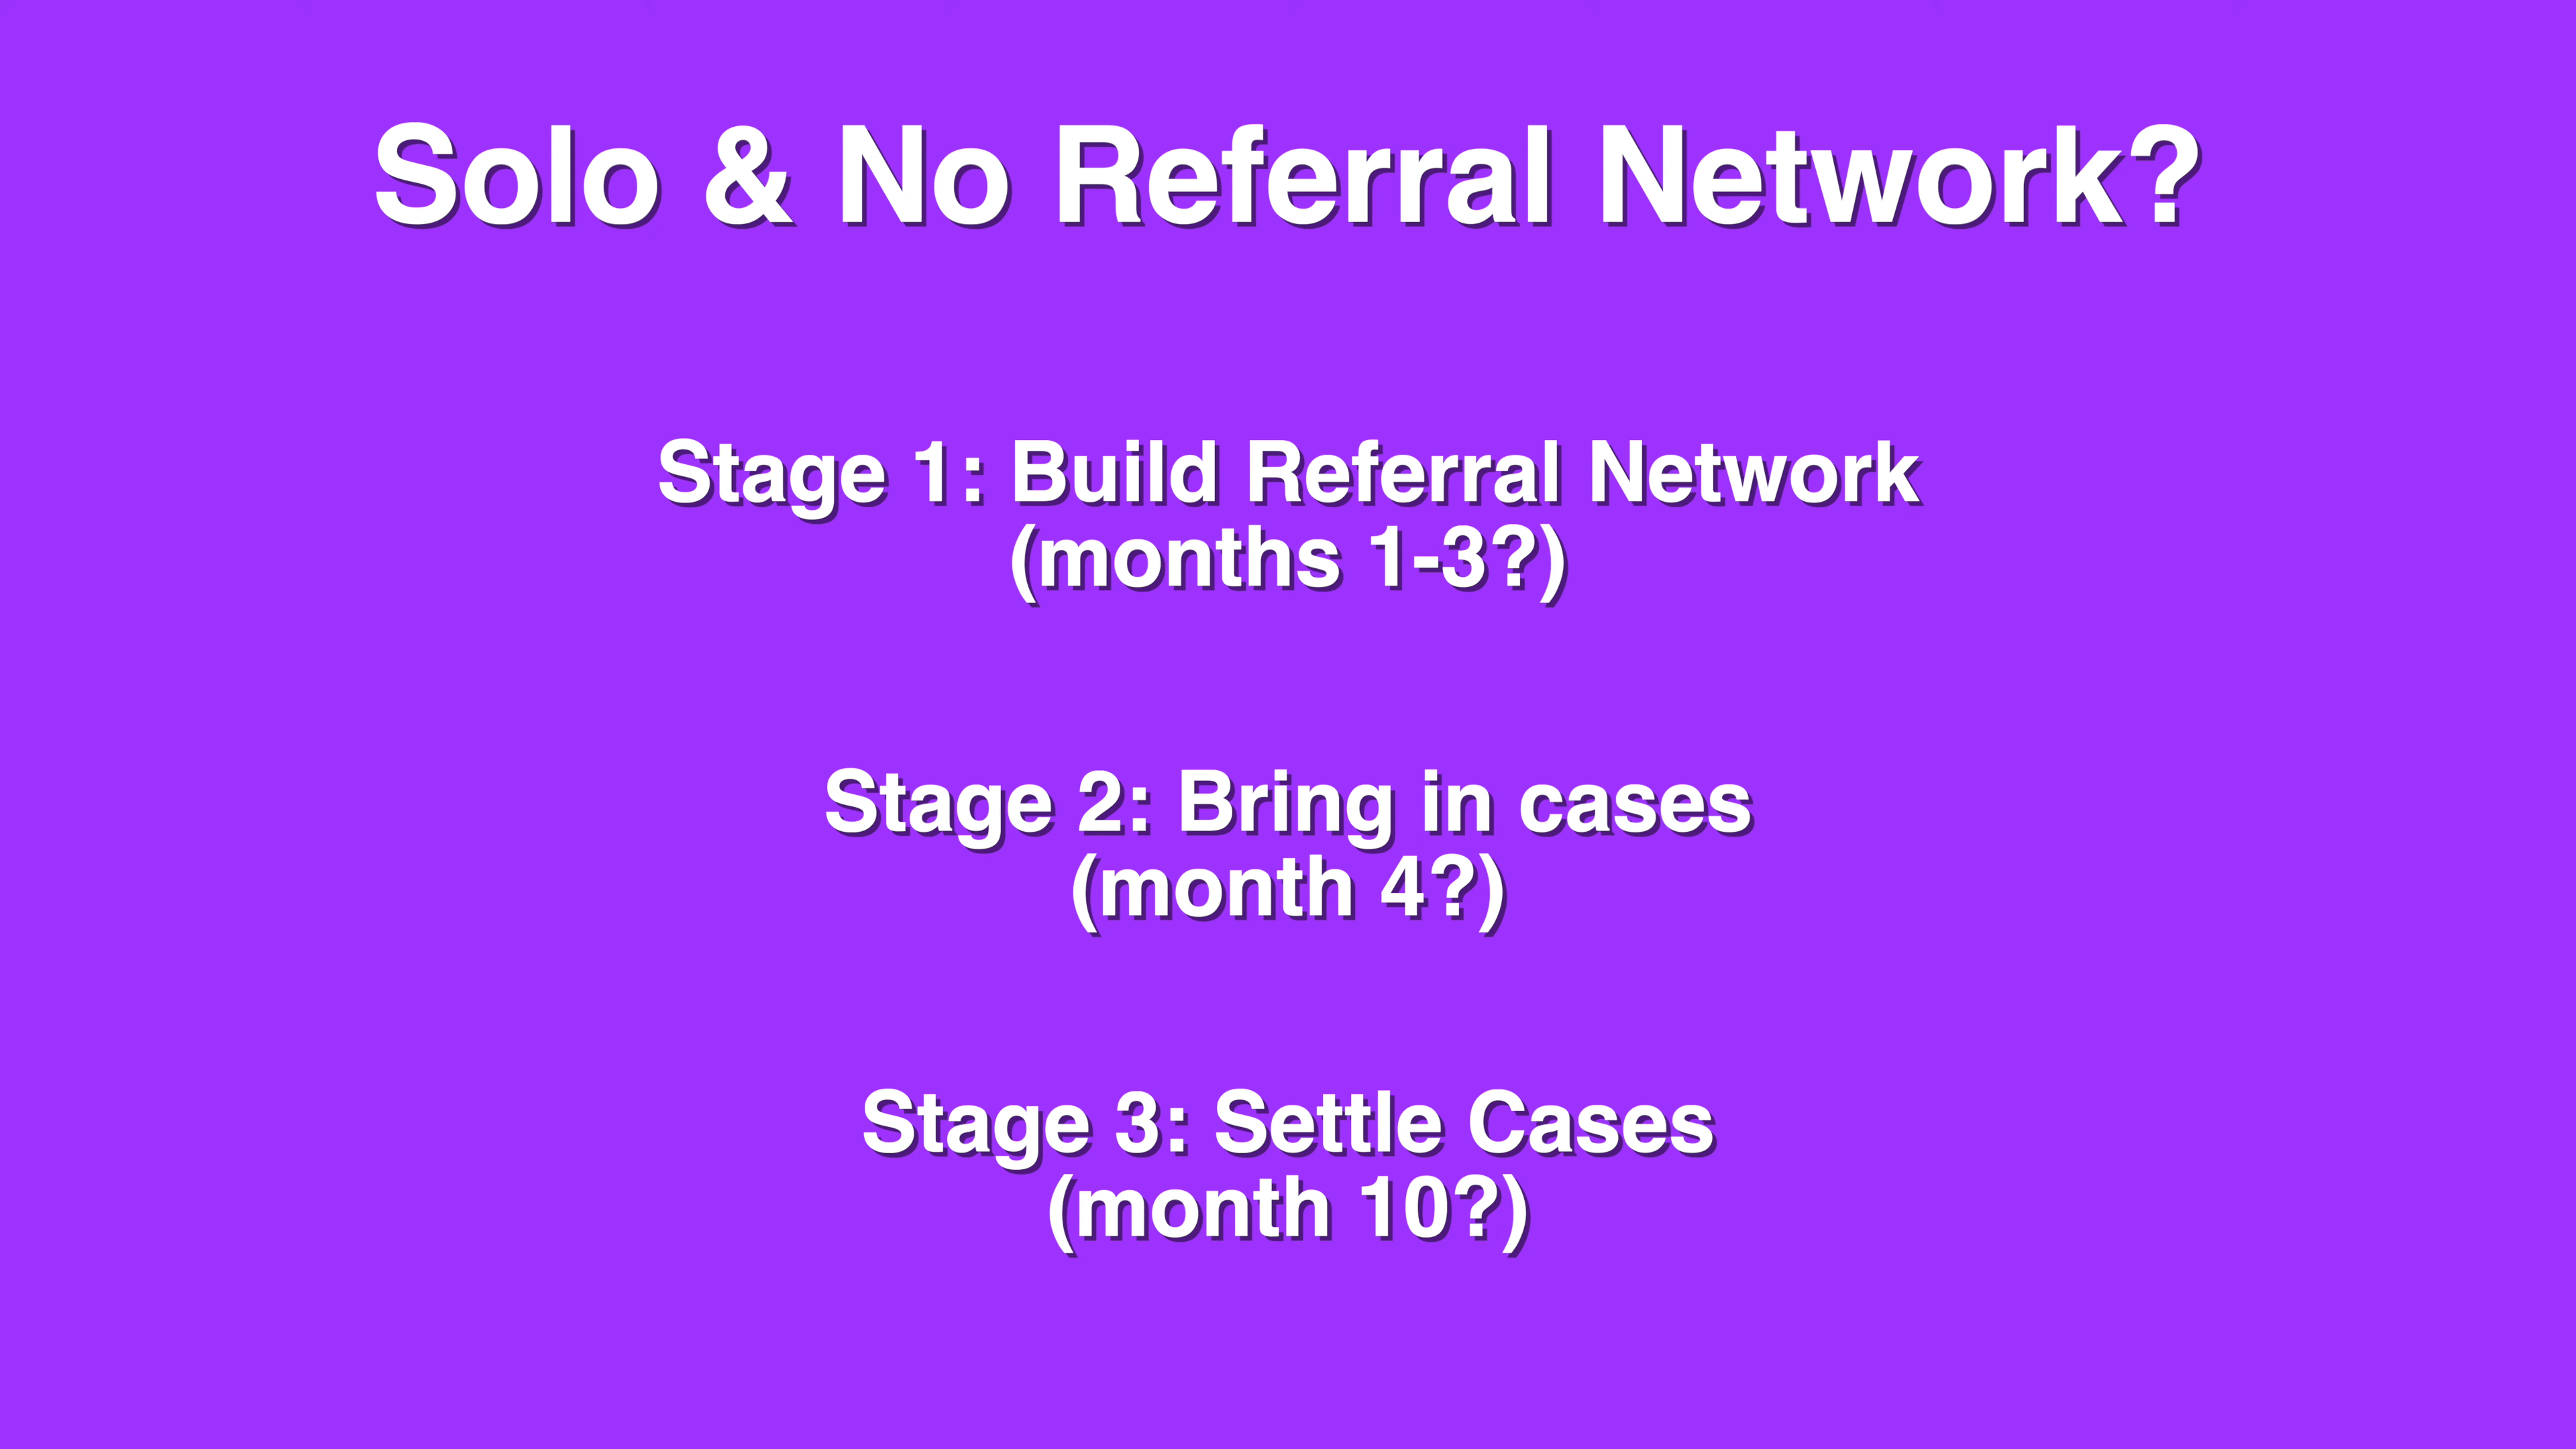 Solo & No Referral Network?
Stage 1: Build Referral Network
(months 1-3?)
Stage 2: Bring in cases
(month 4?)
Stage 3: Settle Cases
(month 10?)